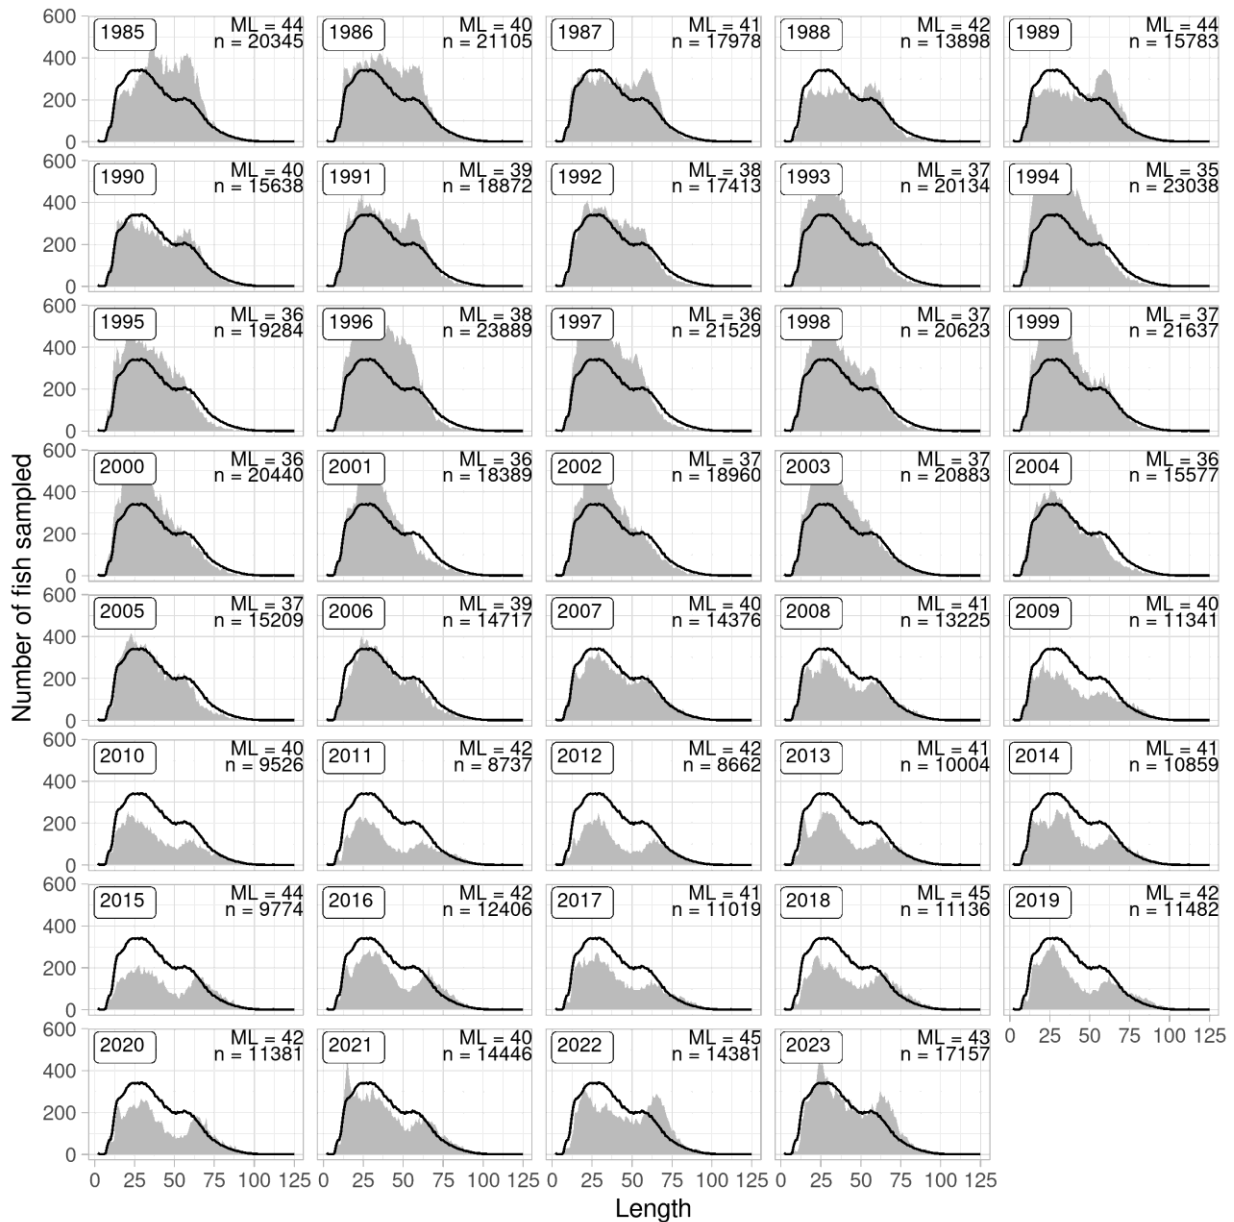 600 1985 ML = 44 1986 ML = 40 1987 ML = 41 1988 ML = 42 1989 ML = 44
n = 20345 n = 21105 n = 17978 n = 13898 n = 15783
400
200
0
600 1990 ML = 40 1991 ML = 39 1992 ML = 38 1993 ML = 37 1994 ML = 35
n = 15638 n = 18872 n = 17413 n = 20134 n = 23038
400
200
0
600 1995 ML = 36 1996 ML = 38 1997 ML = 36 1998 ML = 37 1999 ML = 37
n = 19284 n = 23889 n = 21529 n = 20623 n = 21637
400
200
0
600 2000 ML = 36 2001 ML = 36 2002 ML = 37 2003 ML = 37 2004 ML = 36
n = 20440 n = 18389 n = 18960 n = 20883 n = 15577
400
200
0
Number of fish sampled
600 2005 ML = 37 2006 ML = 39 2007 ML = 40 2008 ML = 41 2009 ML = 40
n = 15209 n = 14717 n = 14376 n = 13225 n = 11341
400
200
0
600 2010 ML = 40 2011 ML = 42 2012 ML = 42 2013 ML = 41 2014 ML = 41
n = 9526 n = 8737 n = 8662 n = 10004 n = 10859
400
200
0
600 2015 ML = 44 2016 ML = 42 2017 ML = 41 2018 ML = 45 2019 ML = 42
n = 9774 n = 12406 n = 11019 n = 11136 n = 11482
400
200
0
0 25 50 75 100 125
600 2020 ML = 42 2021 ML = 40 2022 ML = 45 2023 ML = 43
n = 11381 n = 14446 n = 14381 n = 17157
400
200
0
0 25 50 75 100 125 0 25 50 75 100 125 0 25 50 75 100 125 0 25 50 75 100 125
Length